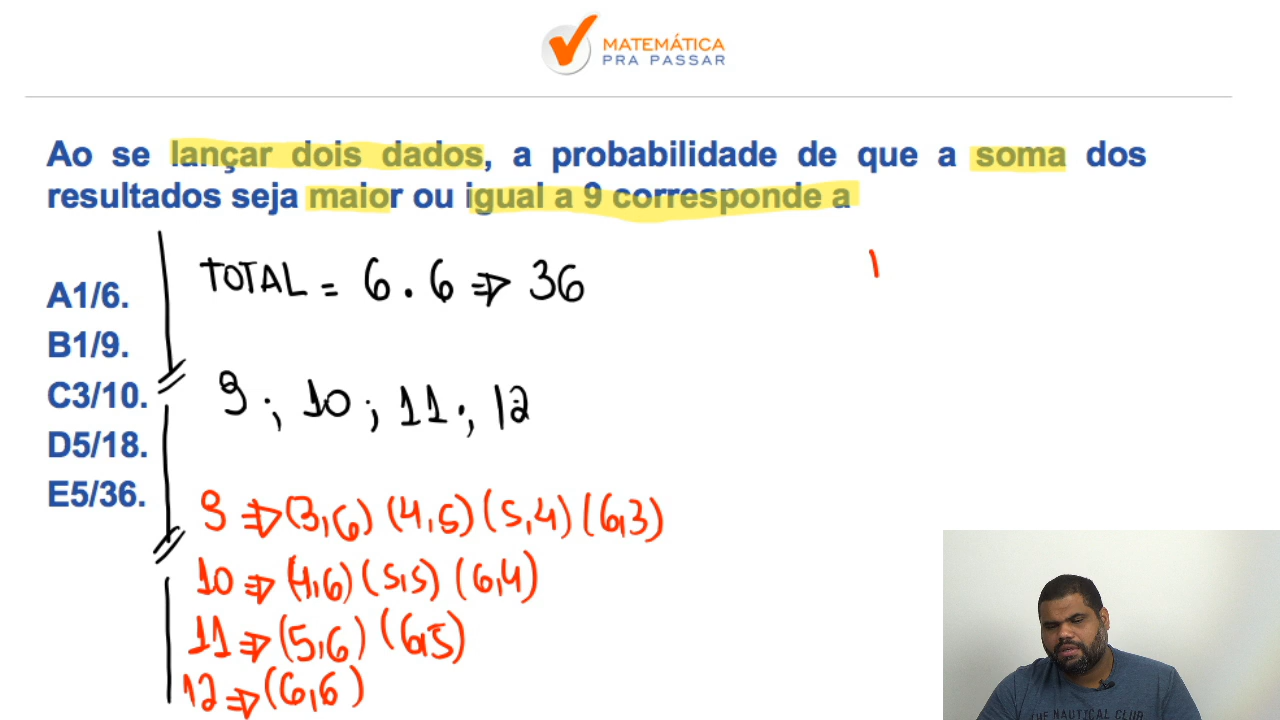 MATEMÁTICA
PRA PASSAR
Ao se lançar dois dados, a probabilidade de que a soma dos
resultados seja maior ou igual a 9 corresponde a
A1/6.
B1/9.
C3/10.
D5/18.
E5/36.
TOTAL = 6 . 6 ⇒ 36
9 ; 10 ; 11 ; 12
9 ⇒ (3,6) (4,5) (5,4) (6,3)
10 ⇒ (4,6) (5,5) (6,4)
11 ⇒ (5,6) (6,5)
12 ⇒ (6,6)
THE NAUTICAL CLUB